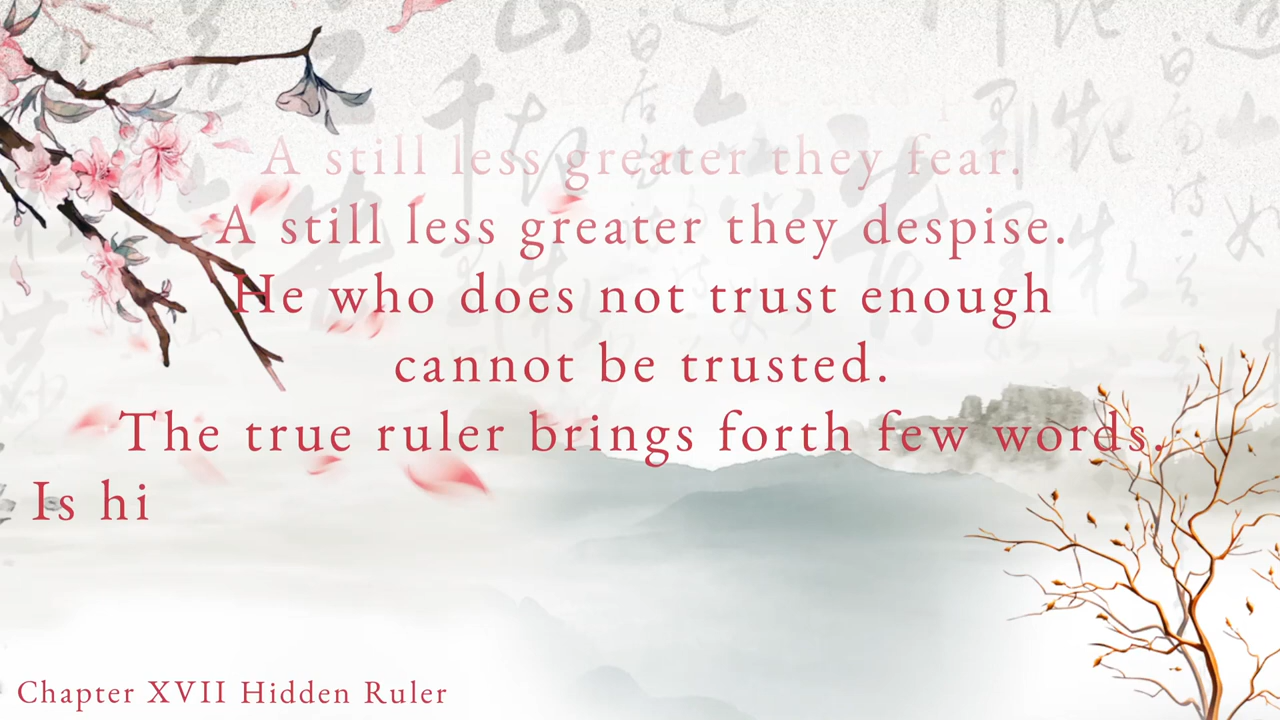 A still less greater they fear.
A still less greater they despise.
He who does not trust enough
cannot be trusted.
The true ruler brings forth few words.
Is hi
Chapter XVII Hidden Ruler